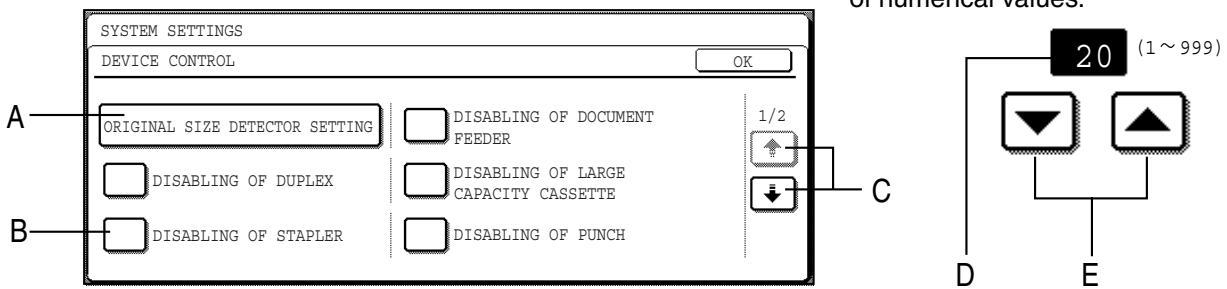 of numerical values.
SYSTEM SETTINGS
DEVICE CONTROL
OK
A
ORIGINAL SIZE DETECTOR SETTING
DISABLING OF DOCUMENT
FEEDER
1/2
DISABLING OF DUPLEX
DISABLING OF LARGE
CAPACITY CASSETTE
C
B
DISABLING OF STAPLER
DISABLING OF PUNCH
20 (1～999)
D
E